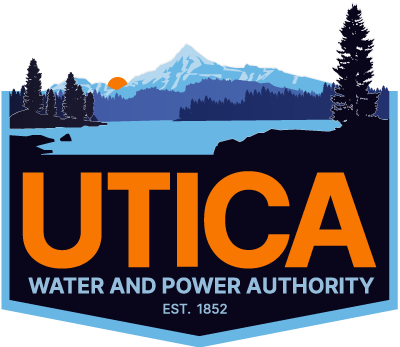 UTICA
WATER AND POWER AUTHORITY
EST. 1852